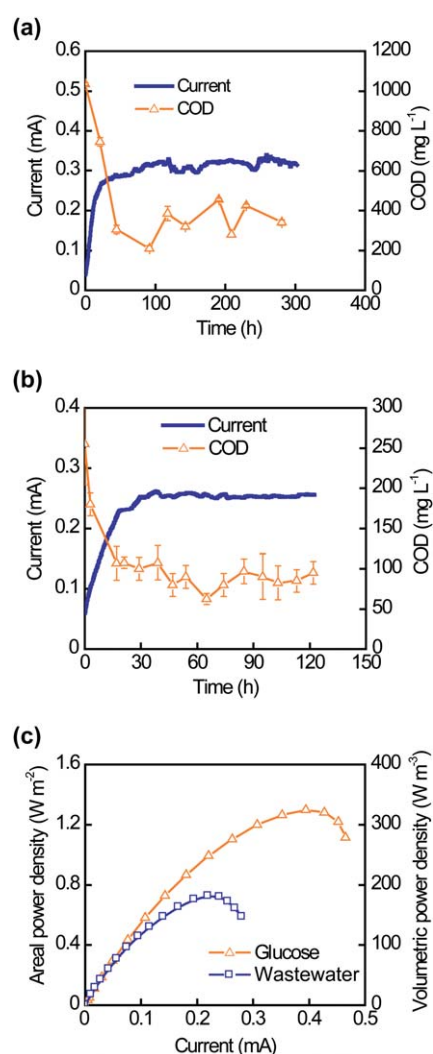 (a)
0.6
0.5
0.4
0.3
0.2
0.1
0
1200
1000
800
600
400
200
0
Current
COD
Current (mA)
COD (mg L⁻¹)
0 100 200 300 400
Time (h)
(b)
0.4
0.3
0.2
0.1
0
300
250
200
150
100
50
0
Current
COD
Current (mA)
COD (mg L⁻¹)
0 30 60 90 120 150
Time (h)
(c)
1.6
1.2
0.8
0.4
0
400
300
200
100
0
Areal power density (W m⁻²)
Volumetric power density (W m⁻³)
Glucose
Wastewater
0 0.1 0.2 0.3 0.4 0.5
Current (mA)